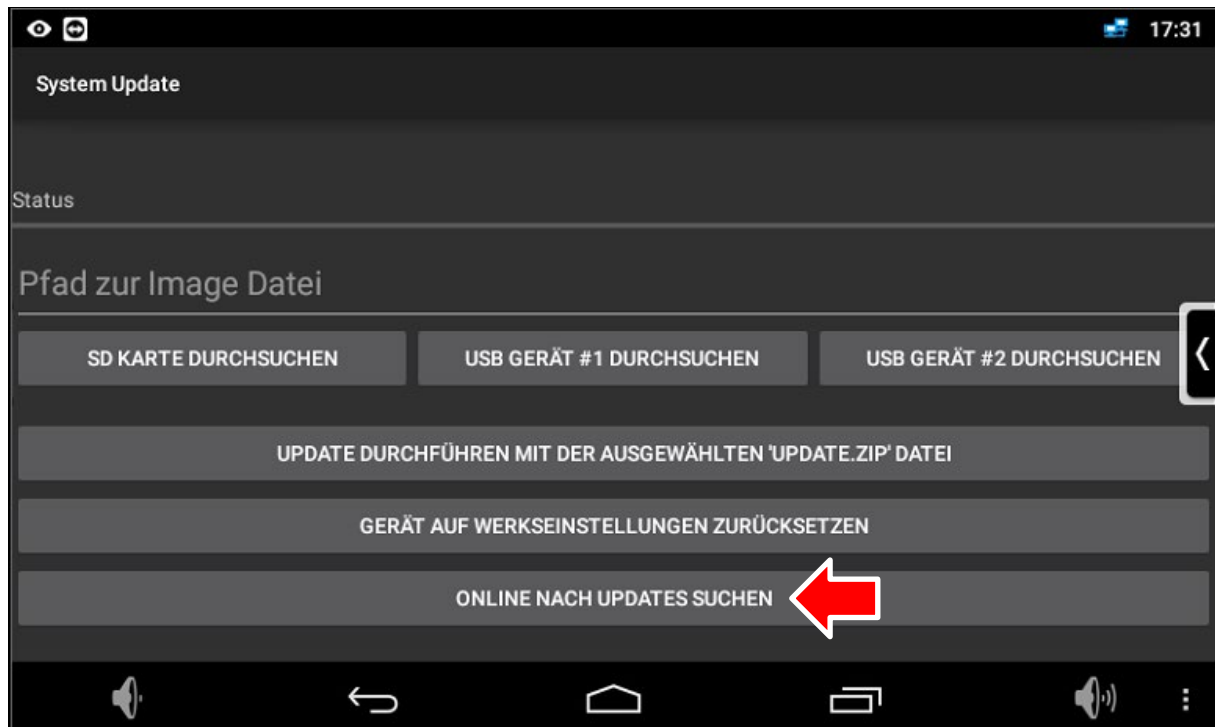 17:31
System Update
Status
Pfad zur Image Datei
SD KARTE DURCHSUCHEN
USB GERÄT #1 DURCHSUCHEN
USB GERÄT #2 DURCHSUCHEN
UPDATE DURCHFÜHREN MIT DER AUSGEWÄHLTEN 'UPDATE.ZIP' DATEI
GERÄT AUF WERKSEINSTELLUNGEN ZURÜCKSETZEN
ONLINE NACH UPDATES SUCHEN